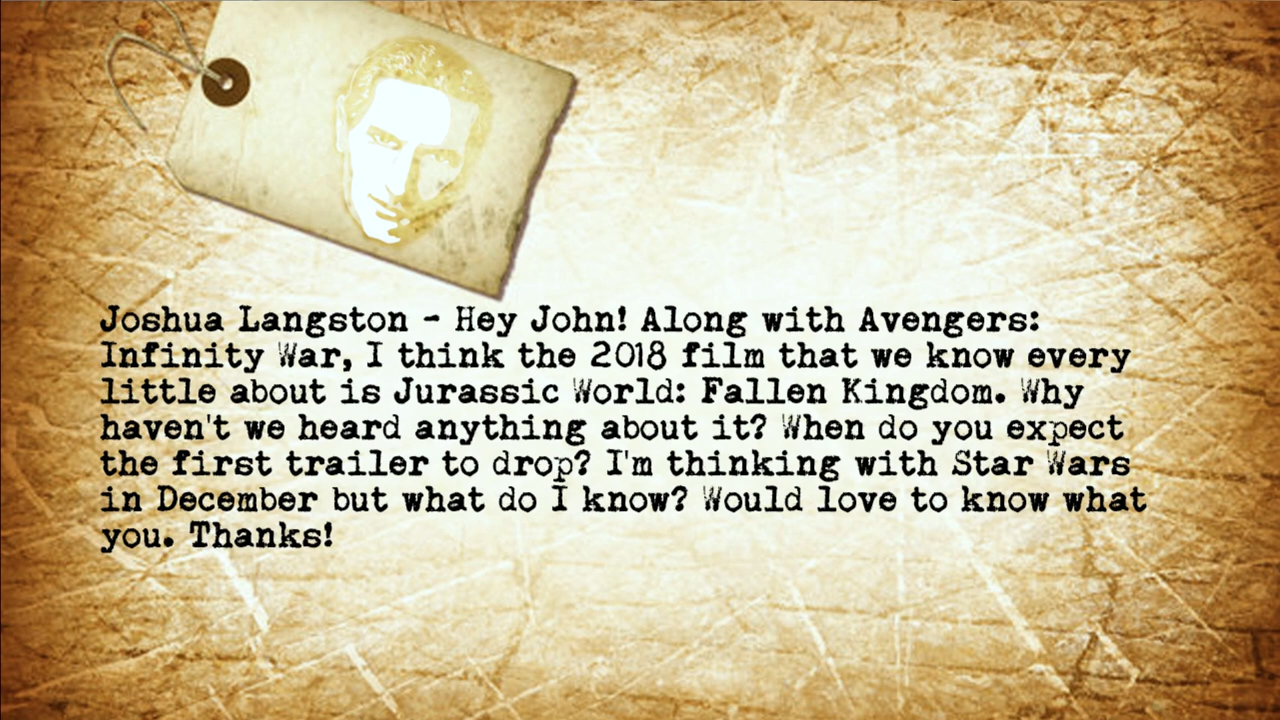 Joshua Langston - Hey John! Along with Avengers:
Infinity War, I think the 2018 film that we know every
little about is Jurassic World: Fallen Kingdom. Why
haven't we heard anything about it? When do you expect
the first trailer to drop? I'm thinking with Star Wars
in December but what do I know? Would love to know what
you. Thanks!